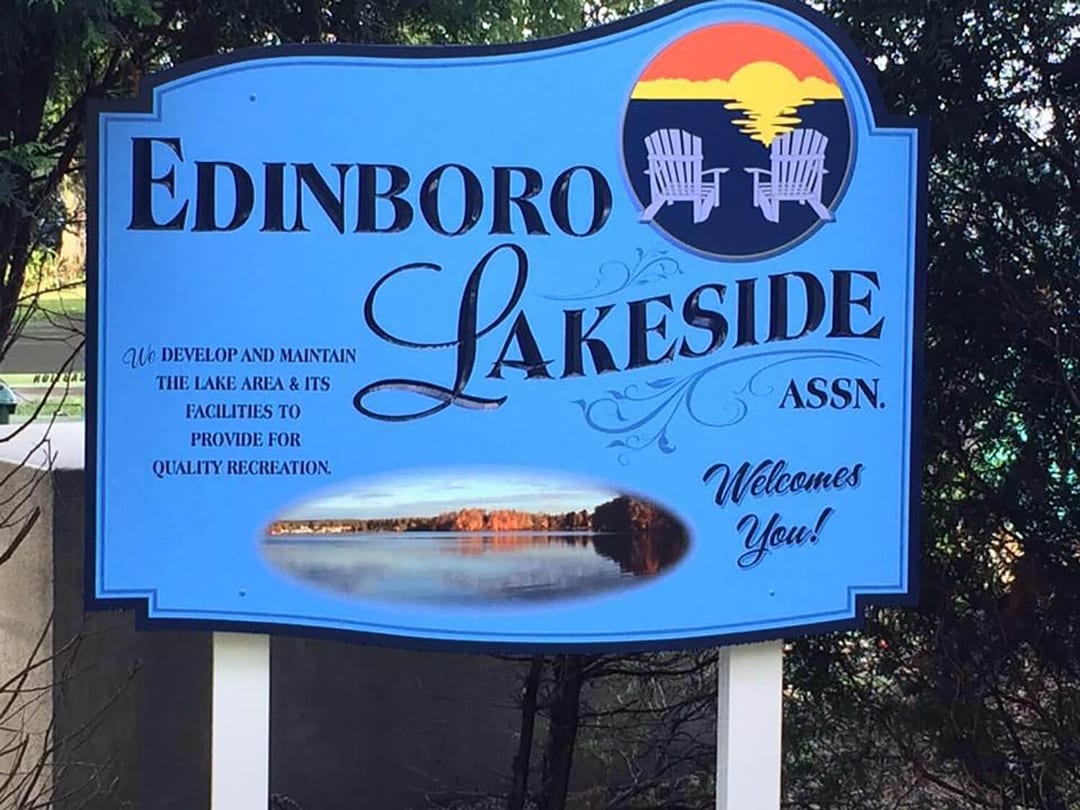 EDINBORO
LAKESIDE
ASSN.
We DEVELOP AND MAINTAIN
THE LAKE AREA & ITS
FACILITIES TO
PROVIDE FOR
QUALITY RECREATION.
Welcomes
You!